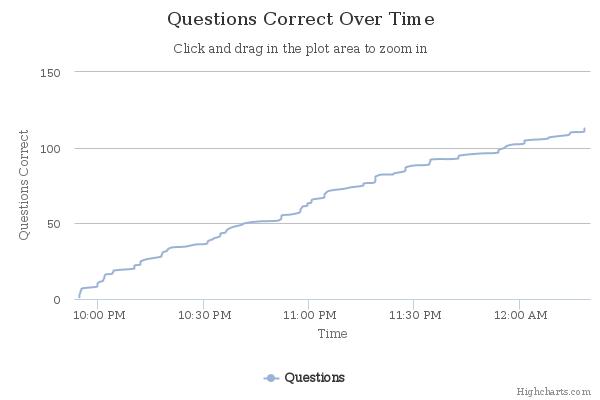 Questions Correct Over Time
Click and drag in the plot area to zoom in
150
100
50
0
Questions Correct
10:00 PM
10:30 PM
11:00 PM
11:30 PM
12:00 AM
Time
Questions
Highcharts.com